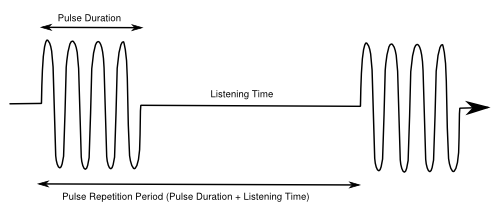 Pulse Duration
Listening Time
Pulse Repetition Period (Pulse Duration + Listening Time)